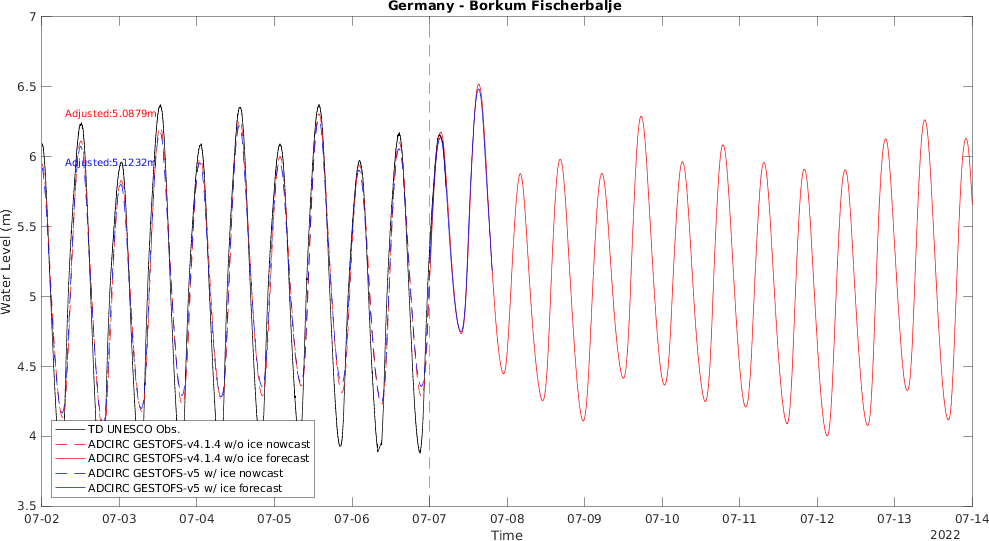 Germany - Borkum Fischerbalje
7
6.5
6
5.5
5
4.5
4
3.5
Water Level (m)
Adjusted:5.0879m
Adjusted:5.1232m
TD UNESCO Obs.
ADCIRC GESTOFS-v4.1.4 w/o ice nowcast
ADCIRC GESTOFS-v4.1.4 w/o ice forecast
ADCIRC GESTOFS-v5 w/ ice nowcast
ADCIRC GESTOFS-v5 w/ ice forecast
07-02 07-03 07-04 07-05 07-06 07-07 07-08 07-09 07-10 07-11 07-12 07-13 07-14
Time
2022